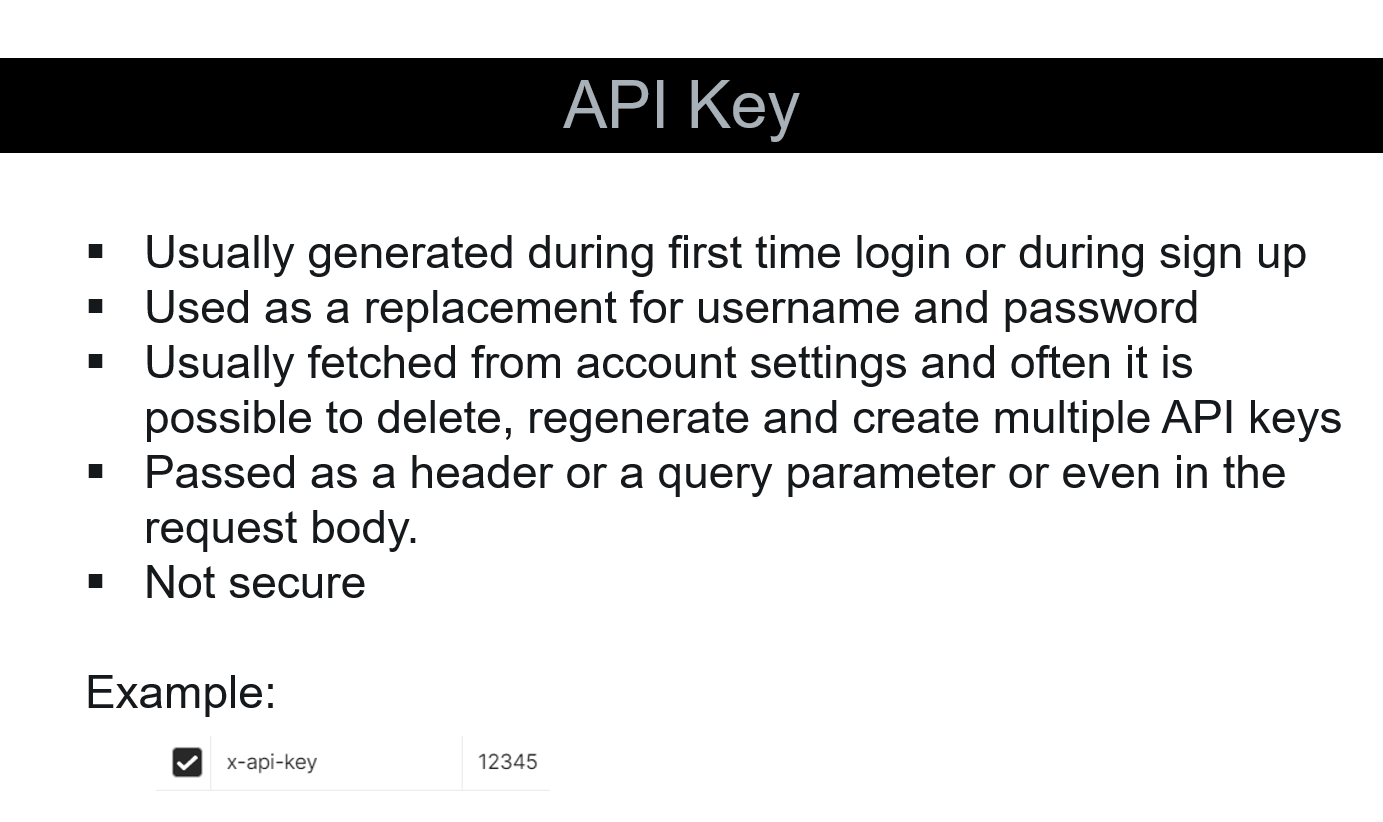 API Key
▪ Usually generated during first time login or during sign up
▪ Used as a replacement for username and password
▪ Usually fetched from account settings and often it is
possible to delete, regenerate and create multiple API keys
▪ Passed as a header or a query parameter or even in the
request body.
▪ Not secure
Example:
x-api-key 12345